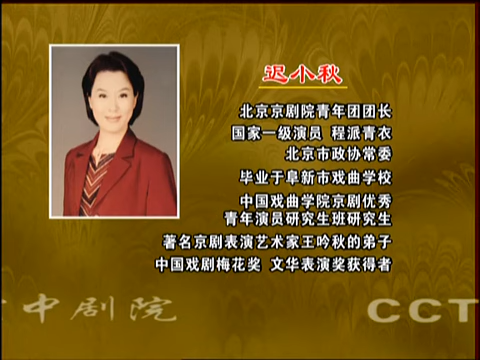 迟小秋
北京京剧院青年团团长
国家一级演员 程派青衣
北京市政协常委
毕业于阜新市戏曲学校
中国戏曲学院京剧优秀
青年演员研究生班研究生
著名京剧表演艺术家王吟秋的弟子
中国戏剧梅花奖 文华表演奖获得者
中剧院 CCT